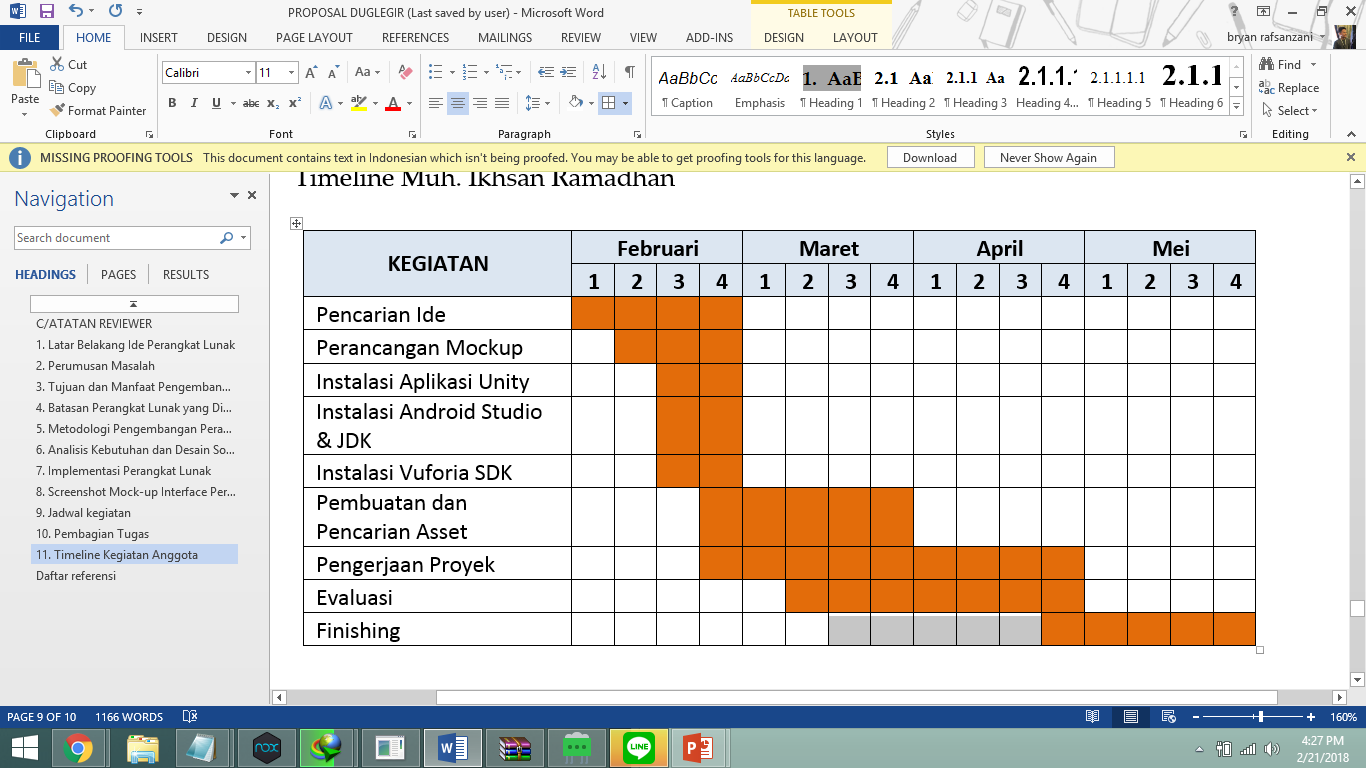 PROPOSAL DUGLEGIR (Last saved by user) - Microsoft Word
TABLE TOOLS
?
FILE HOME INSERT DESIGN PAGE LAYOUT REFERENCES MAILINGS REVIEW VIEW ADD-INS DESIGN LAYOUT bryan rafsanzani
Paste
Cut
Copy
Format Painter
Clipboard
Calibri 11
Font
Paragraph
AaBbCc AaBbCcDc 1. AaB 2.1 Aa 2.1.1 Aa 2.1.1.1 2.1.1.1.1 2.1.1
¶ Caption Emphasis ¶ Heading 1 ¶ Heading 2 ¶ Heading 3 Heading 4... ¶ Heading 5 ¶ Heading 6
Styles
Find
Replace
Select
Editing
MISSING PROOFING TOOLS This document contains text in Indonesian which isn't being proofed. You may be able to get proofing tools for this language. Download Never Show Again
Navigation
Search document
HEADINGS PAGES RESULTS
C/ATATAN REVIEWER
1. Latar Belakang Ide Perangkat Lunak
2. Perumusan Masalah
3. Tujuan dan Manfaat Pengemban...
4. Batasan Perangkat Lunak yang Di...
5. Metodologi Pengembangan Pera...
6. Analisis Kebutuhan dan Desain So...
7. Implementasi Perangkat Lunak
8. Screenshot Mock-up Interface Per...
9. Jadwal kegiatan
10. Pembagian Tugas
11. Timeline Kegiatan Anggota
Daftar referensi
Timeline Muh. Ikhsan Ramadhan
KEGIATAN Februari Maret April Mei
1 2 3 4 1 2 3 4 1 2 3 4 1 2 3 4
Pencarian Ide
Perancangan Mockup
Instalasi Aplikasi Unity
Instalasi Android Studio
& JDK
Instalasi Vuforia SDK
Pembuatan dan
Pencarian Asset
Pengerjaan Proyek
Evaluasi
Finishing
PAGE 9 OF 10 1166 WORDS 160%
nox LINE
4:27 PM
2/21/2018